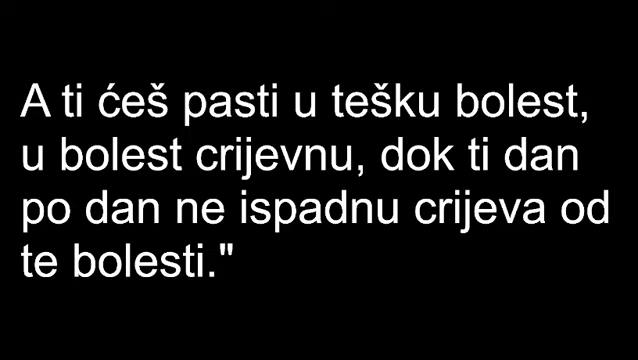 A ti ćeš pasti u tešku bolest,
u bolest crijevnu, dok ti dan
po dan ne ispadnu crijeva od
te bolesti."